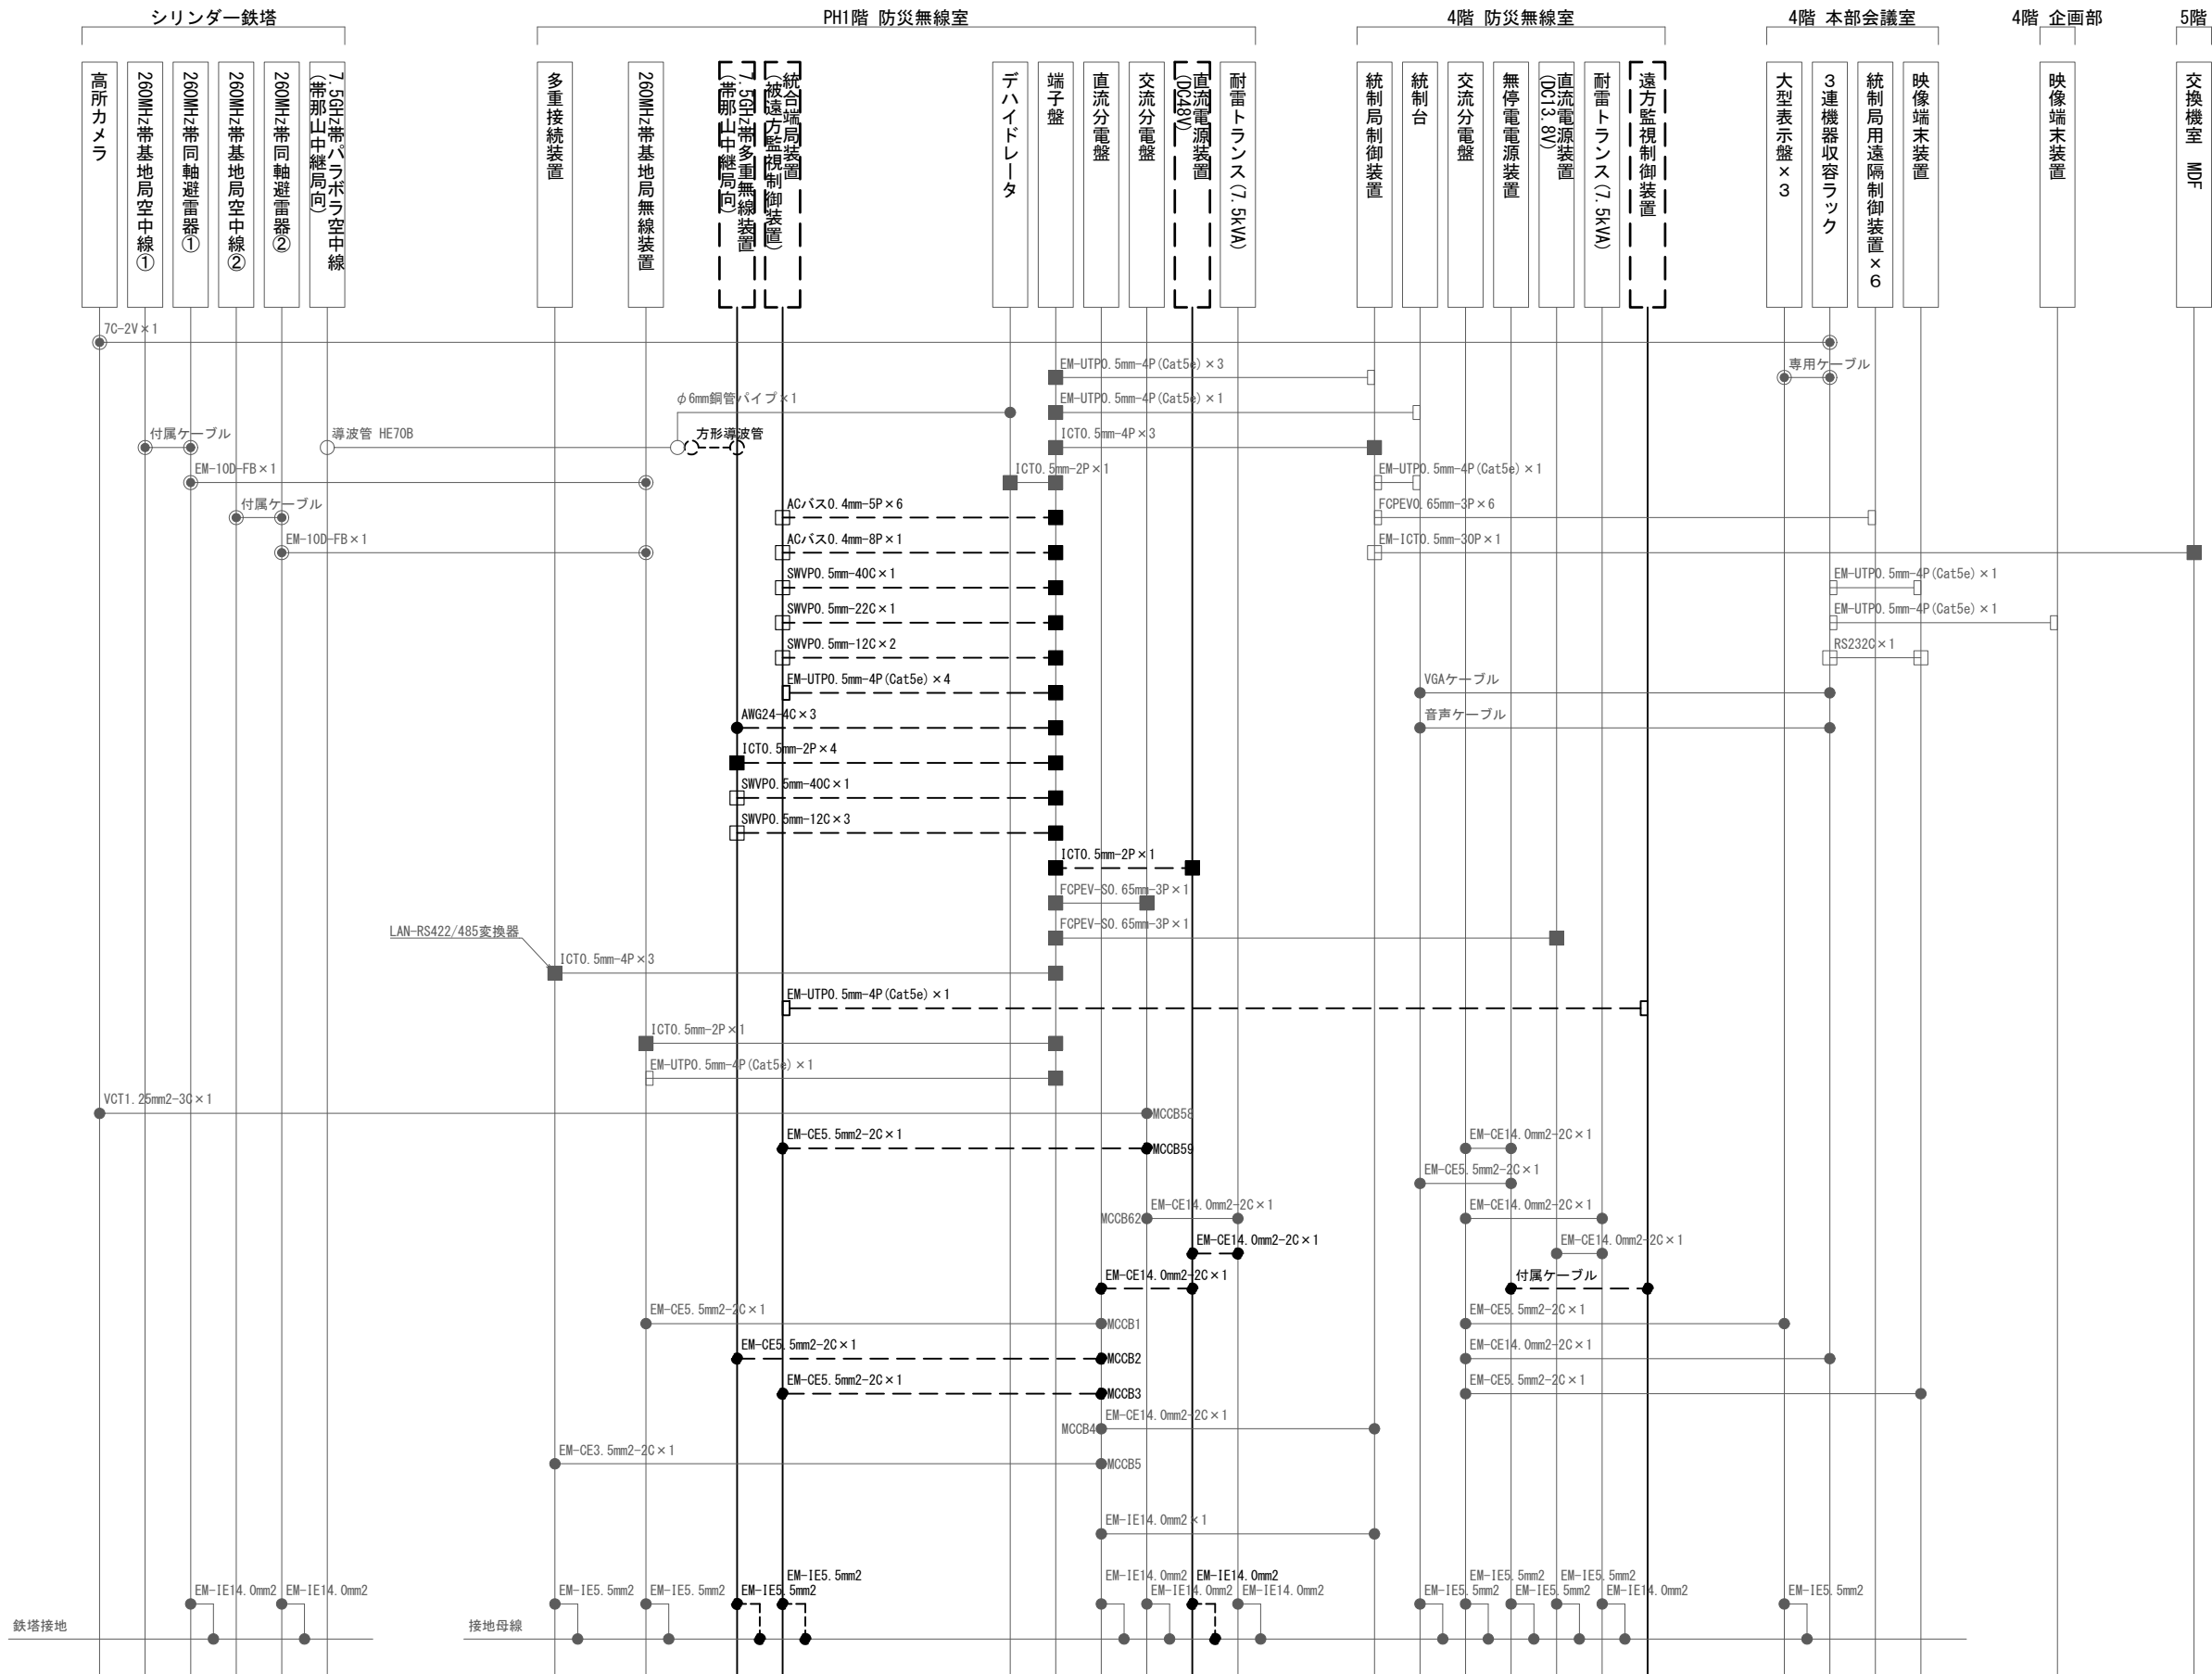 シリンダー鉄塔
PH1階 防災無線室
4階 防災無線室
4階 本部会議室
4階 企画部
5階
高所カメラ
260MHz帯基地局空中線①
260MHz帯同軸避雷器①
260MHz帯基地局空中線②
260MHz帯同軸避雷器②
7.5GHz帯パラボラ空中線
(帯那山中継局向)
多重接続装置
260MHz帯基地局無線装置
7.5GHz帯多重無線装置
(帯那山中継局向)
統合端局装置
(被遠方監視制御装置)
デハイドレータ
端子盤
直流分電盤
交流分電盤
直流電源装置
(DC48V)
耐雷トランス(7.5kVA)
統制局制御装置
統制台
交流分電盤
無停電電源装置
直流電源装置
(DC13.8V)
耐雷トランス(7.5kVA)
遠方監視制御装置
大型表示盤×3
3連機器収容ラック
統制局用遠隔制御装置×6
映像端末装置
映像端末装置
交換機室 MDF
7C-2V×1
EM-UTP0.5mm-4P(Cat5e)×3
専用ケーブル
φ6mm銅管パイプ×1
EM-UTP0.5mm-4P(Cat5e)×1
付属ケーブル
導波管 HE70B
方形導波管
ICT0.5mm-4P×3
EM-10D-FB×1
ICT0.5mm-2P×1
EM-UTP0.5mm-4P(Cat5e)×1
付属ケーブル
ACバス0.4mm-5P×6
FCPEV0.65mm-3P×6
EM-10D-FB×1
ACバス0.4mm-8P×1
EM-ICT0.5mm-30P×1
SWVP0.5mm-40C×1
EM-UTP0.5mm-4P(Cat5e)×1
SWVP0.5mm-22C×1
EM-UTP0.5mm-4P(Cat5e)×1
SWVP0.5mm-12C×2
RS232C×1
EM-UTP0.5mm-4P(Cat5e)×4
VGAケーブル
AWG24-4C×3
音声ケーブル
ICT0.5mm-2P×4
SWVP0.5mm-40C×1
SWVP0.5mm-12C×3
ICT0.5mm-2P×1
FCPEV-S0.65mm-3P×1
LAN-RS422/485変換器
FCPEV-S0.65mm-3P×1
ICT0.5mm-4P×3
EM-UTP0.5mm-4P(Cat5e)×1
ICT0.5mm-2P×1
EM-UTP0.5mm-4P(Cat5e)×1
VCT1.25mm2-3C×1
MCCB58
EM-CE5.5mm2-2C×1
MCCB59
EM-CE14.0mm2-2C×1
EM-CE5.5mm2-2C×1
MCCB62
EM-CE14.0mm2-2C×1
EM-CE14.0mm2-2C×1
EM-CE14.0mm2-2C×1
EM-CE14.0mm2-2C×1
EM-CE14.0mm2-2C×1
付属ケーブル
EM-CE5.5mm2-2C×1
MCCB1
EM-CE5.5mm2-2C×1
EM-CE5.5mm2-2C×1
MCCB2
EM-CE14.0mm2-2C×1
EM-CE5.5mm2-2C×1
MCCB3
EM-CE5.5mm2-2C×1
MCCB4
EM-CE14.0mm2-2C×1
EM-CE3.5mm2-2C×1
MCCB5
EM-IE14.0mm2×1
EM-IE5.5mm2
EM-IE14.0mm2
EM-IE14.0mm2
EM-IE5.5mm2
EM-IE5.5mm2
EM-IE14.0mm2
EM-IE14.0mm2
EM-IE5.5mm2
EM-IE5.5mm2
EM-IE5.5mm2
EM-IE14.0mm2
EM-IE14.0mm2
EM-IE5.5mm2
EM-IE5.5mm2
EM-IE14.0mm2
EM-IE5.5mm2
鉄塔接地
接地母線